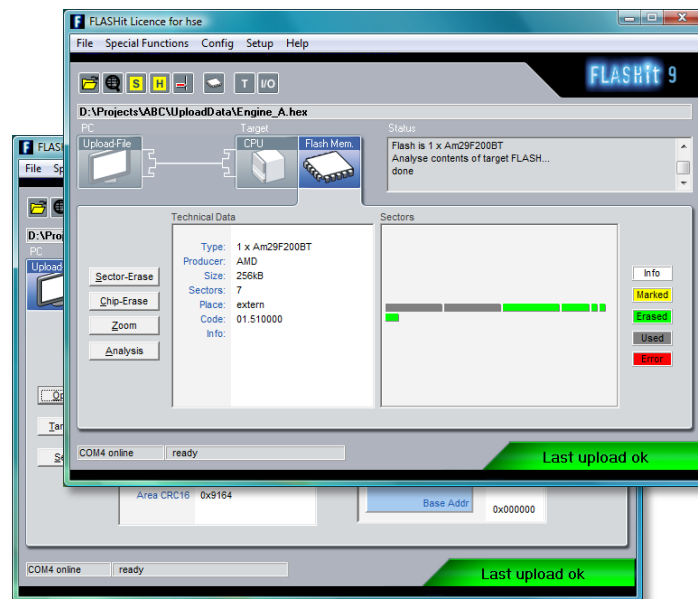 FLASHit Licence for hse
File Special Functions Config Setup Help
S H T I/O
FLASHit 9
D:\Projects\ABC\UploadData\Engine_A.hex
PC Target Status
Upload-File CPU Flash Mem.
Flash is 1 x Am29F200BT
Analyse contents of target FLASH...
done
Technical Data
Sectors
Sector-Erase
Chip-Erase
Zoom
Analysis
Type: 1 x Am29F200BT
Producer: AMD
Size: 256kB
Sectors: 7
Place: extern
Code: 01.510000
Info:
Info
Marked
Erased
Used
Error
COM4 online ready
Last upload ok
File
PC
Area CRC16 0x9164
Base Addr
0x000000
COM4 online ready
Last upload ok